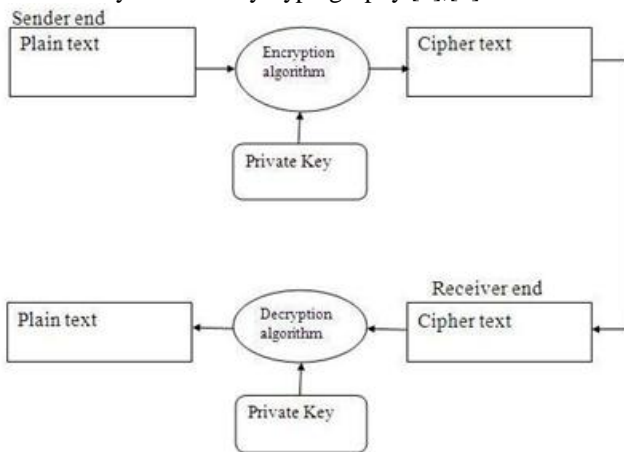 Sender end
Plain text
Encryption
algorithm
Cipher text
Private Key
Receiver end
Plain text
Decryption
algorithm
Cipher text
Private Key